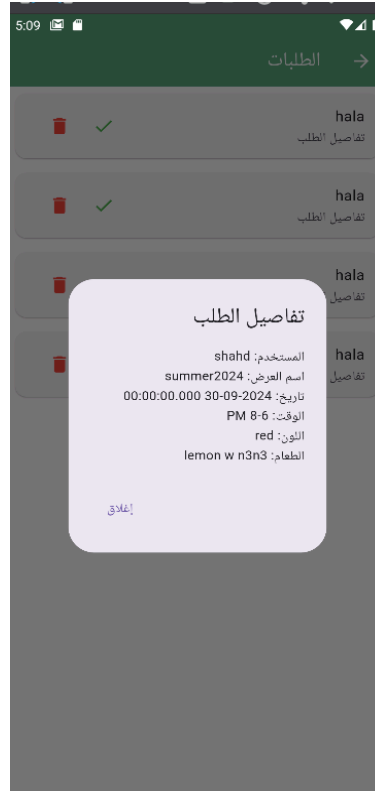 5:09
الطلبات
hala
تفاصيل الطلب
hala
تفاصيل الطلب
hala
تفاصيل
hala
تفاصيل
تفاصيل الطلب
المستخدم: shahd
اسم العرض: summer2024
تاريخ: 2024-09-30 00:00:00.000
الوقت: 6-8 PM
اللون: red
الطعام: lemon w n3n3
إغلاق